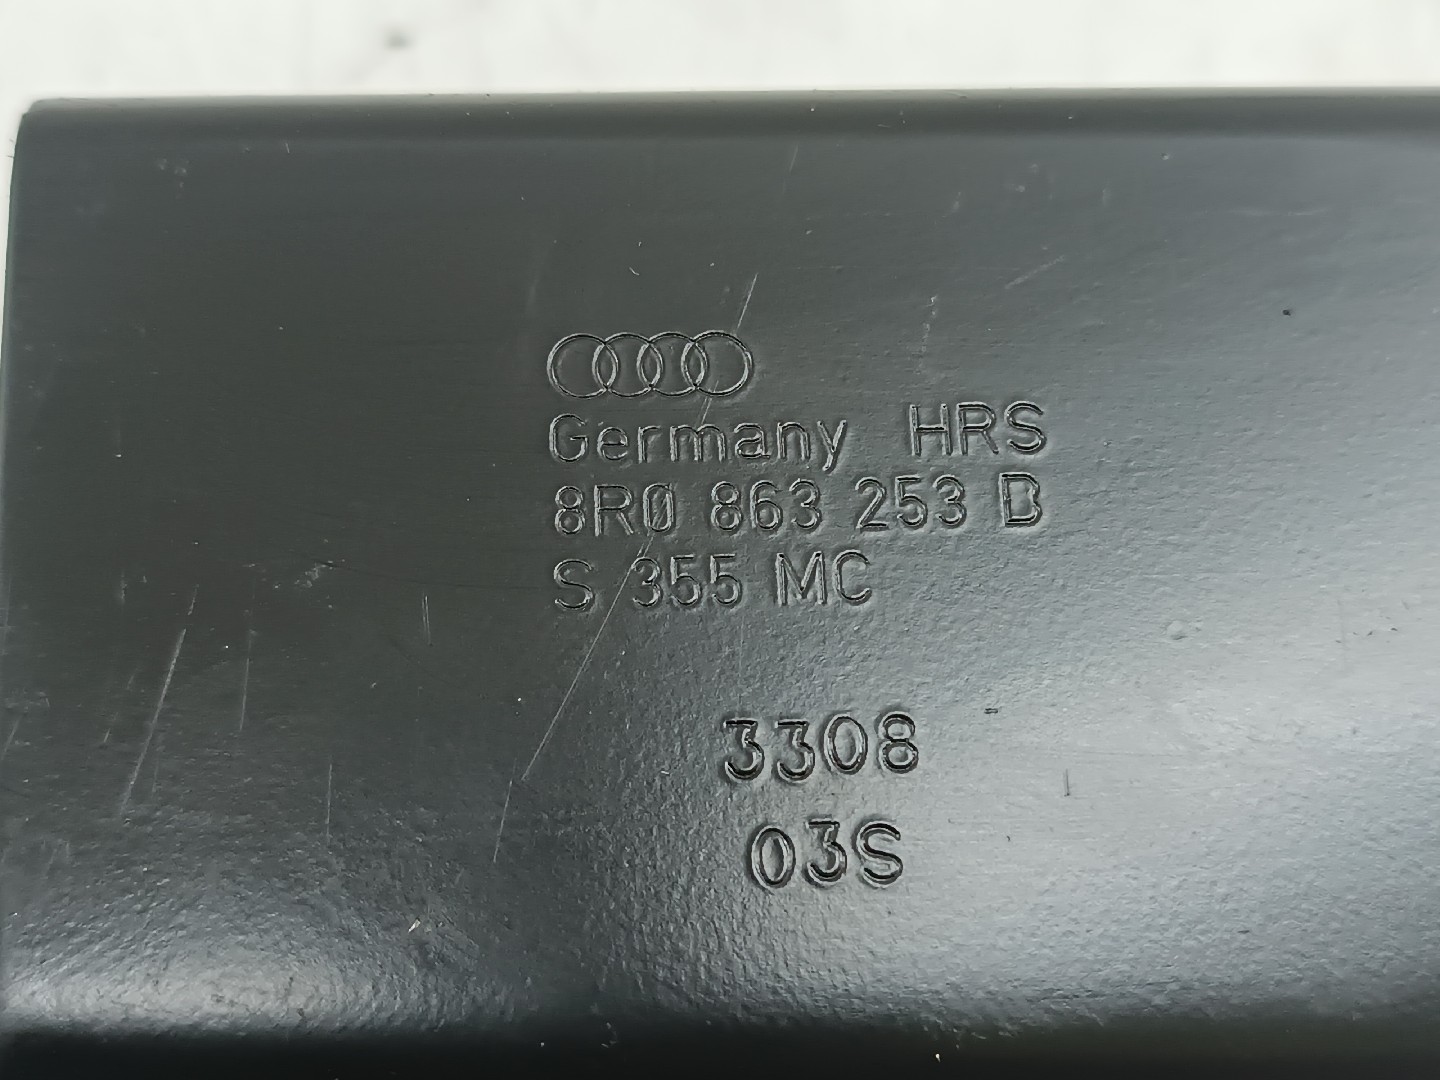 Germany HRS
8R0 863 253 B
S 355 MC
3308
03S